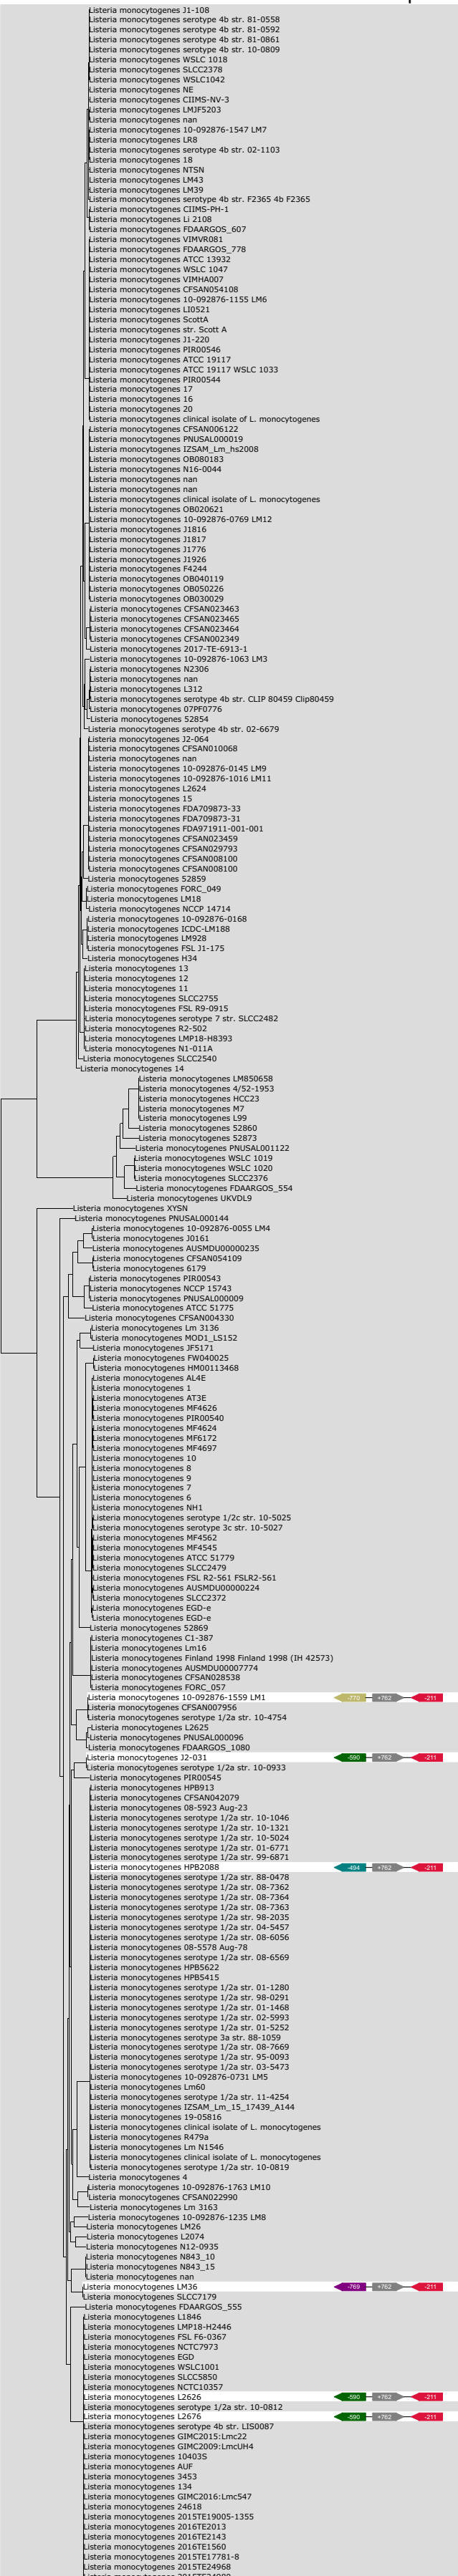 Listeria monocytogenes J1-108
Listeria monocytogenes serotype 4b str. 81-0558
Listeria monocytogenes serotype 4b str. 81-0592
Listeria monocytogenes serotype 4b str. 81-0861
Listeria monocytogenes serotype 4b str. 10-0809
Listeria monocytogenes WSLC 1018
Listeria monocytogenes SLCC2378
Listeria monocytogenes WSLC1042
Listeria monocytogenes NE
Listeria monocytogenes CIIMS-NV-3
Listeria monocytogenes LMJF5203
Listeria monocytogenes nan
Listeria monocytogenes 10-092876-1547 LM7
Listeria monocytogenes LR8
Listeria monocytogenes serotype 4b str. 02-1103
Listeria monocytogenes 18
Listeria monocytogenes NTSN
Listeria monocytogenes LM43
Listeria monocytogenes LM39
Listeria monocytogenes serotype 4b str. F2365 4b F2365
Listeria monocytogenes CIIMS-PH-1
Listeria monocytogenes Li 2108
Listeria monocytogenes FDAARGOS_607
Listeria monocytogenes VIMVR081
Listeria monocytogenes FDAARGOS_778
Listeria monocytogenes ATCC 13932
Listeria monocytogenes WSLC 1047
Listeria monocytogenes VIMHA007
Listeria monocytogenes CFSAN054108
Listeria monocytogenes 10-092876-1155 LM6
Listeria monocytogenes LI0521
Listeria monocytogenes ScottA
Listeria monocytogenes str. Scott A
Listeria monocytogenes J1-220
Listeria monocytogenes PIR00546
Listeria monocytogenes ATCC 19117
Listeria monocytogenes ATCC 19117 WSLC 1033
Listeria monocytogenes PIR00544
Listeria monocytogenes 17
Listeria monocytogenes 16
Listeria monocytogenes 20
Listeria monocytogenes clinical isolate of L. monocytogenes
Listeria monocytogenes CFSAN006122
Listeria monocytogenes PNUSAL000019
Listeria monocytogenes IZSAM_Lm_hs2008
Listeria monocytogenes OB080183
Listeria monocytogenes N16-0044
Listeria monocytogenes nan
Listeria monocytogenes nan
Listeria monocytogenes clinical isolate of L. monocytogenes
Listeria monocytogenes OB020621
Listeria monocytogenes 10-092876-0769 LM12
Listeria monocytogenes J1816
Listeria monocytogenes J1817
Listeria monocytogenes J1776
Listeria monocytogenes J1926
Listeria monocytogenes F4244
Listeria monocytogenes OB040119
Listeria monocytogenes OB050226
Listeria monocytogenes OB030029
Listeria monocytogenes CFSAN023463
Listeria monocytogenes CFSAN023465
Listeria monocytogenes CFSAN023464
Listeria monocytogenes CFSAN002349
Listeria monocytogenes 2017-TE-6913-1
Listeria monocytogenes 10-092876-1063 LM3
Listeria monocytogenes N2306
Listeria monocytogenes nan
Listeria monocytogenes L312
Listeria monocytogenes serotype 4b str. CLIP 80459 Clip80459
Listeria monocytogenes 07PF0776
Listeria monocytogenes 52854
Listeria monocytogenes serotype 4b str. 02-6679
Listeria monocytogenes J2-064
Listeria monocytogenes CFSAN010068
Listeria monocytogenes nan
Listeria monocytogenes 10-092876-0145 LM9
Listeria monocytogenes 10-092876-1016 LM11
Listeria monocytogenes L2624
Listeria monocytogenes 15
Listeria monocytogenes FDA709873-33
Listeria monocytogenes FDA709873-31
Listeria monocytogenes FDA971911-001-001
Listeria monocytogenes CFSAN023459
Listeria monocytogenes CFSAN029793
Listeria monocytogenes CFSAN008100
Listeria monocytogenes CFSAN008100
Listeria monocytogenes 52859
Listeria monocytogenes FORC_049
Listeria monocytogenes LM18
Listeria monocytogenes NCCP 14714
Listeria monocytogenes 10-092876-0168
Listeria monocytogenes ICDC-LM188
Listeria monocytogenes LM928
Listeria monocytogenes FSL J1-175
Listeria monocytogenes H34
Listeria monocytogenes 13
Listeria monocytogenes 12
Listeria monocytogenes 11
Listeria monocytogenes SLCC2755
Listeria monocytogenes FSL R9-0915
Listeria monocytogenes serotype 7 str. SLCC2482
Listeria monocytogenes R2-502
Listeria monocytogenes LMP18-H8393
Listeria monocytogenes N1-011A
Listeria monocytogenes SLCC2540
Listeria monocytogenes 14
Listeria monocytogenes LM850658
Listeria monocytogenes 4/52-1953
Listeria monocytogenes HCC23
Listeria monocytogenes M7
Listeria monocytogenes L99
Listeria monocytogenes 52860
Listeria monocytogenes 52873
Listeria monocytogenes PNUSAL001122
Listeria monocytogenes WSLC 1019
Listeria monocytogenes WSLC 1020
Listeria monocytogenes SLCC2376
Listeria monocytogenes FDAARGOS_554
Listeria monocytogenes UKVDL9
Listeria monocytogenes XYSN
Listeria monocytogenes PNUSAL000144
Listeria monocytogenes 10-092876-0055 LM4
Listeria monocytogenes J0161
Listeria monocytogenes AUSMDU00000235
Listeria monocytogenes CFSAN054109
Listeria monocytogenes 6179
Listeria monocytogenes PIR00543
Listeria monocytogenes NCCP 15743
Listeria monocytogenes PNUSAL000009
Listeria monocytogenes ATCC 51775
Listeria monocytogenes CFSAN004330
Listeria monocytogenes Lm 3136
Listeria monocytogenes MOD1_LS152
Listeria monocytogenes JF5171
Listeria monocytogenes FW040025
Listeria monocytogenes HM00113468
Listeria monocytogenes AL4E
Listeria monocytogenes 1
Listeria monocytogenes AT3E
Listeria monocytogenes MF4626
Listeria monocytogenes PIR00540
Listeria monocytogenes MF4624
Listeria monocytogenes MF6172
Listeria monocytogenes MF4697
Listeria monocytogenes 10
Listeria monocytogenes 8
Listeria monocytogenes 9
Listeria monocytogenes 7
Listeria monocytogenes 6
Listeria monocytogenes NH1
Listeria monocytogenes serotype 1/2c str. 10-5025
Listeria monocytogenes serotype 3c str. 10-5027
Listeria monocytogenes MF4562
Listeria monocytogenes MF4545
Listeria monocytogenes ATCC 51779
Listeria monocytogenes SLCC2479
Listeria monocytogenes FSL R2-561 FSLR2-561
Listeria monocytogenes AUSMDU00000224
Listeria monocytogenes SLCC2372
Listeria monocytogenes EGD-e
Listeria monocytogenes EGD-e
Listeria monocytogenes 52869
Listeria monocytogenes C1-387
Listeria monocytogenes Lm16
Listeria monocytogenes Finland 1998 Finland 1998 (IH 42573)
Listeria monocytogenes AUSMDU00007774
Listeria monocytogenes CFSAN028538
Listeria monocytogenes FORC_057
Listeria monocytogenes 10-092876-1559 LM1 -770 +762 -211
Listeria monocytogenes CFSAN007956
Listeria monocytogenes serotype 1/2a str. 10-4754
Listeria monocytogenes L2625
Listeria monocytogenes PNUSAL000096
Listeria monocytogenes FDAARGOS_1080
Listeria monocytogenes J2-031 -590 +762 -211
Listeria monocytogenes serotype 1/2a str. 10-0933
Listeria monocytogenes PIR00545
Listeria monocytogenes HPB913
Listeria monocytogenes CFSAN042079
Listeria monocytogenes 08-5923 Aug-23
Listeria monocytogenes serotype 1/2a str. 10-1046
Listeria monocytogenes serotype 1/2a str. 10-1321
Listeria monocytogenes serotype 1/2a str. 10-5024
Listeria monocytogenes serotype 1/2a str. 01-6771
Listeria monocytogenes serotype 1/2a str. 99-6871
Listeria monocytogenes HPB2088 -494 +762 -211
Listeria monocytogenes serotype 1/2a str. 88-0478
Listeria monocytogenes serotype 1/2a str. 08-7362
Listeria monocytogenes serotype 1/2a str. 08-7364
Listeria monocytogenes serotype 1/2a str. 08-7363
Listeria monocytogenes serotype 1/2a str. 98-2035
Listeria monocytogenes serotype 1/2a str. 04-5457
Listeria monocytogenes serotype 1/2a str. 08-6056
Listeria monocytogenes 08-5578 Aug-78
Listeria monocytogenes serotype 1/2a str. 08-6569
Listeria monocytogenes HPB5622
Listeria monocytogenes HPB5415
Listeria monocytogenes serotype 1/2a str. 01-1280
Listeria monocytogenes serotype 1/2a str. 98-0291
Listeria monocytogenes serotype 1/2a str. 01-1468
Listeria monocytogenes serotype 1/2a str. 02-5993
Listeria monocytogenes serotype 1/2a str. 01-5252
Listeria monocytogenes serotype 3a str. 88-1059
Listeria monocytogenes serotype 1/2a str. 08-7669
Listeria monocytogenes serotype 1/2a str. 95-0093
Listeria monocytogenes serotype 1/2a str. 03-5473
Listeria monocytogenes 10-092876-0731 LM5
Listeria monocytogenes Lm60
Listeria monocytogenes serotype 1/2a str. 11-4254
Listeria monocytogenes IZSAM_Lm_15_17439_A144
Listeria monocytogenes 19-05816
Listeria monocytogenes clinical isolate of L. monocytogenes
Listeria monocytogenes R479a
Listeria monocytogenes Lm N1546
Listeria monocytogenes clinical isolate of L. monocytogenes
Listeria monocytogenes serotype 1/2a str. 10-0819
Listeria monocytogenes 4
Listeria monocytogenes 10-092876-1763 LM10
Listeria monocytogenes CFSAN022990
Listeria monocytogenes Lm 3163
Listeria monocytogenes 10-092876-1235 LM8
Listeria monocytogenes LM26
Listeria monocytogenes L2074
Listeria monocytogenes N12-0935
Listeria monocytogenes N843_10
Listeria monocytogenes N843_15
Listeria monocytogenes nan
Listeria monocytogenes LM36 -769 +762 -211
Listeria monocytogenes SLCC7179
Listeria monocytogenes FDAARGOS_555
Listeria monocytogenes L1846
Listeria monocytogenes LMP18-H2446
Listeria monocytogenes FSL F6-0367
Listeria monocytogenes NCTC7973
Listeria monocytogenes EGD
Listeria monocytogenes WSLC1001
Listeria monocytogenes SLCC5850
Listeria monocytogenes NCTC10357
Listeria monocytogenes L2626 -590 +762 -211
Listeria monocytogenes serotype 1/2a str. 10-0812
Listeria monocytogenes L2676 -590 +762 -211
Listeria monocytogenes serotype 4b str. LIS0087
Listeria monocytogenes GIMC2015:Lmc22
Listeria monocytogenes GIMC2009:LmcUH4
Listeria monocytogenes 10403S
Listeria monocytogenes AUF
Listeria monocytogenes 3453
Listeria monocytogenes 134
Listeria monocytogenes GIMC2016:Lmc547
Listeria monocytogenes 24618
Listeria monocytogenes 2015TE19005-1355
Listeria monocytogenes 2016TE2013
Listeria monocytogenes 2016TE2143
Listeria monocytogenes 2016TE1560
Listeria monocytogenes 2015TE17781-8
Listeria monocytogenes 2015TE24968